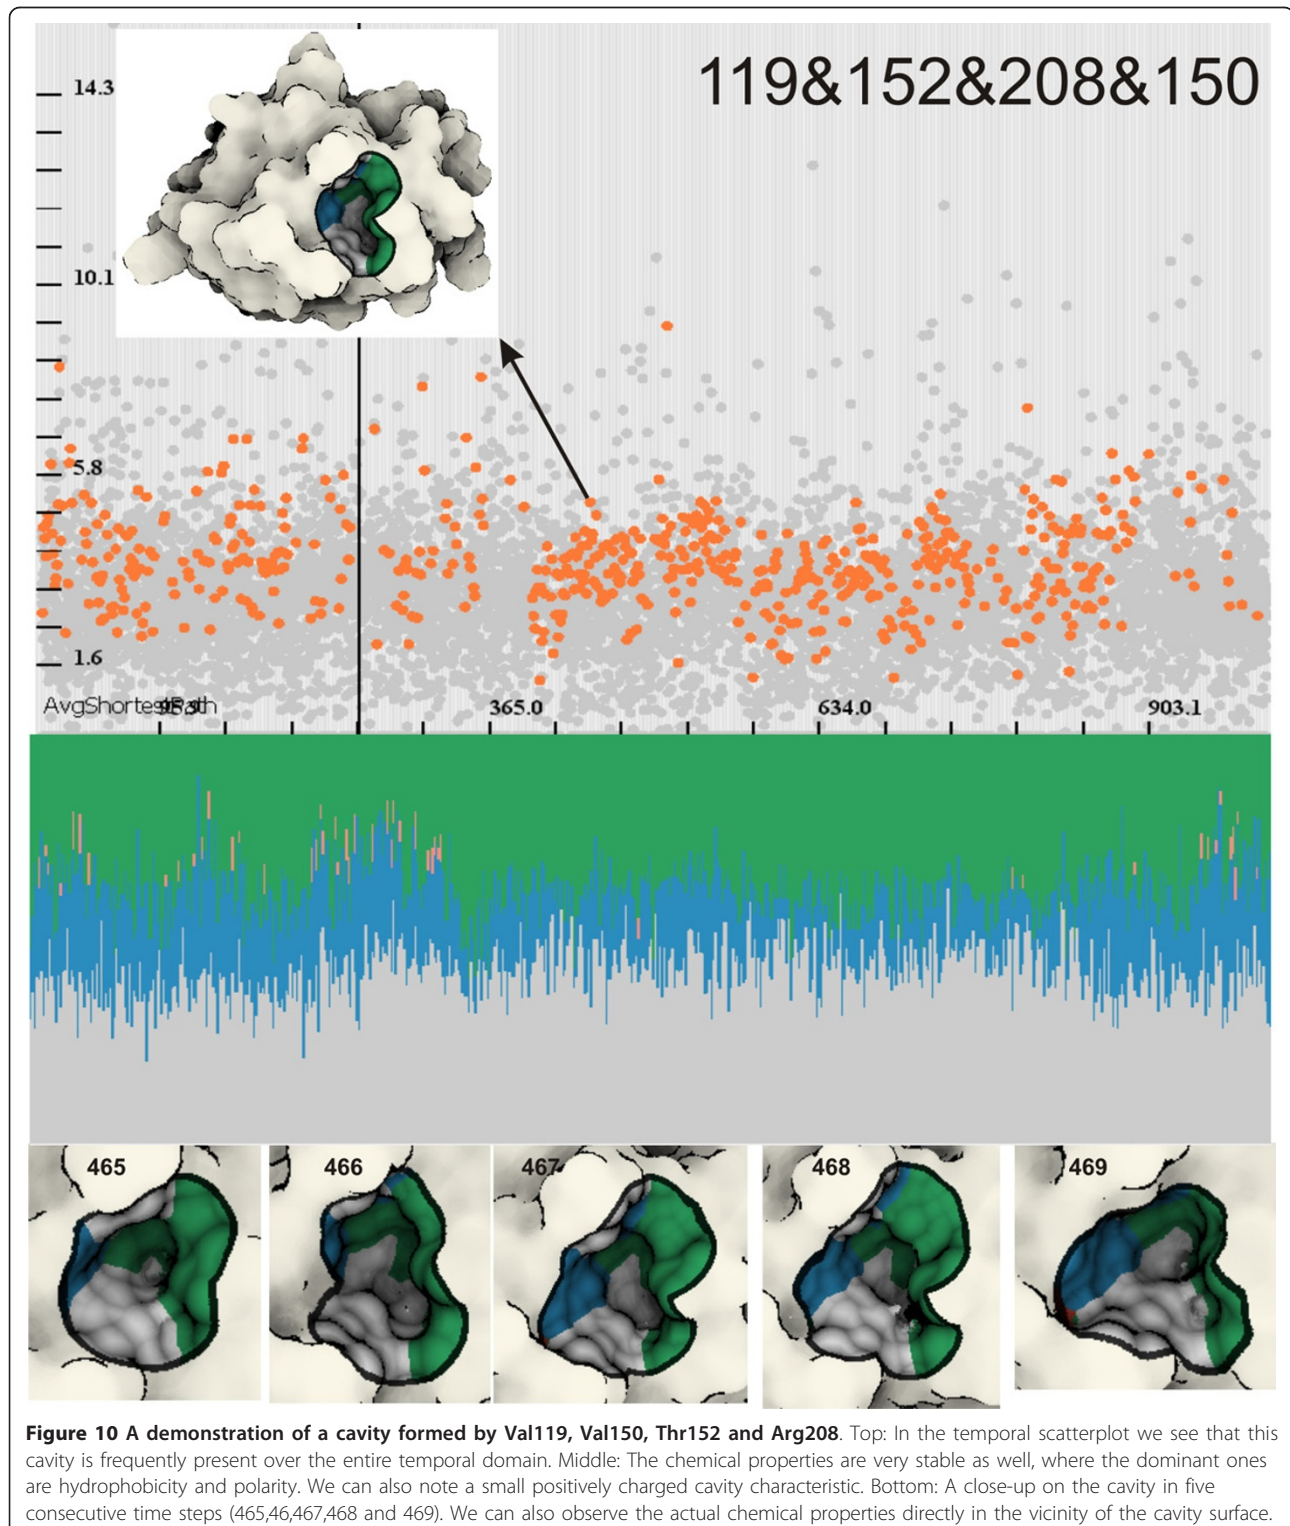 119&152&208&150
14.3
10.1
5.8
1.6
AvgShortestPath
365.0
634.0
903.1
465
466
467
468
469
Figure 10 A demonstration of a cavity formed by Val119, Val150, Thr152 and Arg208. Top: In the temporal scatterplot we see that this
cavity is frequently present over the entire temporal domain. Middle: The chemical properties are very stable as well, where the dominant ones
are hydrophobicity and polarity. We can also note a small positively charged cavity characteristic. Bottom: A close-up on the cavity in five
consecutive time steps (465,46,467,468 and 469). We can also observe the actual chemical properties directly in the vicinity of the cavity surface.